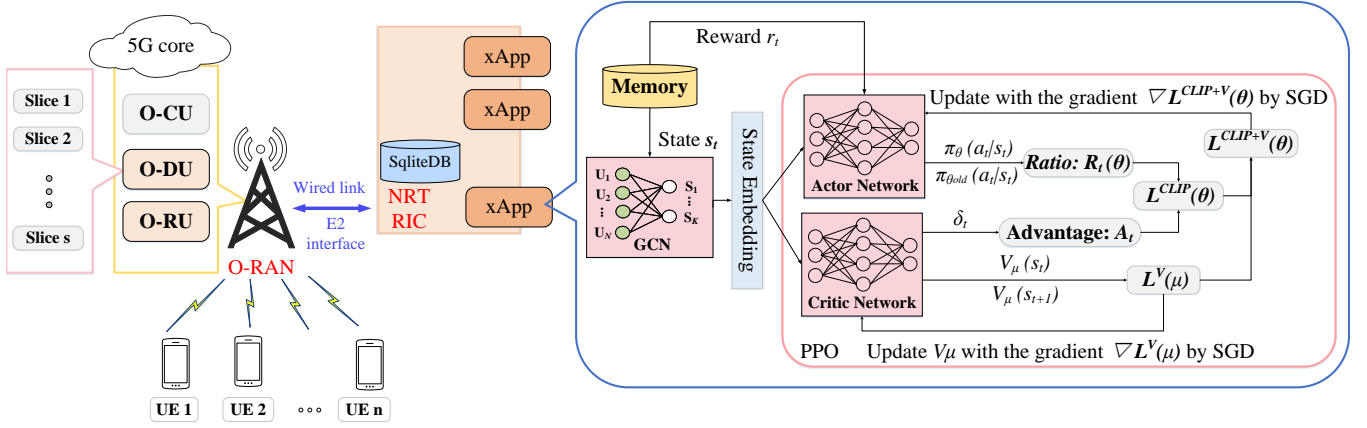 5G core
Slice 1
Slice 2
Slice s
O-CU
O-DU
O-RU
O-RAN
Wired link
E2
interface
UE 1
UE 2
UE n
SqliteDB
NRT
RIC
xApp
xApp
xApp
Reward r_t
Memory
State s_t
U_1
U_2
U_N
S_1
S_K
GCN
State Embedding
Actor Network
Critic Network
Update with the gradient ▽L^{CLIP+V}(θ) by SGD
π_θ (a_t/s_t)
π_{θold} (a_t/s_t)
Ratio: R_t (θ)
L^{CLIP+V}(θ)
L^{CLIP}(θ)
δ_t
Advantage: A_t
V_μ (s_t)
V_μ (s_{t+1})
L^V(μ)
PPO
Update Vμ with the gradient ▽L^V(μ) by SGD